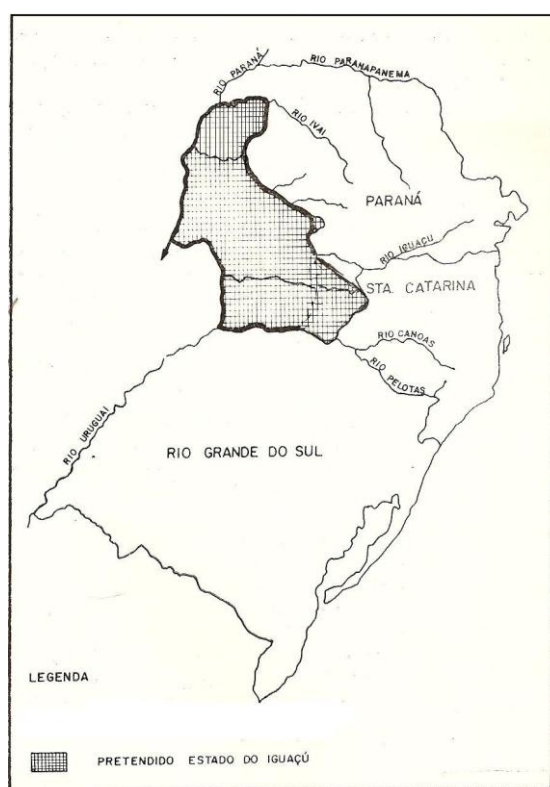 RIO PARANÁ
RIO PARANAPANEMA
RIO IVAI
PARANÁ
RIO IGUAÇU
STA. CATARINA
RIO CANOAS
RIO PELOTAS
RIO URUGUAI
RIO GRANDE DO SUL
LEGENDA
PRETENDIDO ESTADO DO IGUAÇÚ